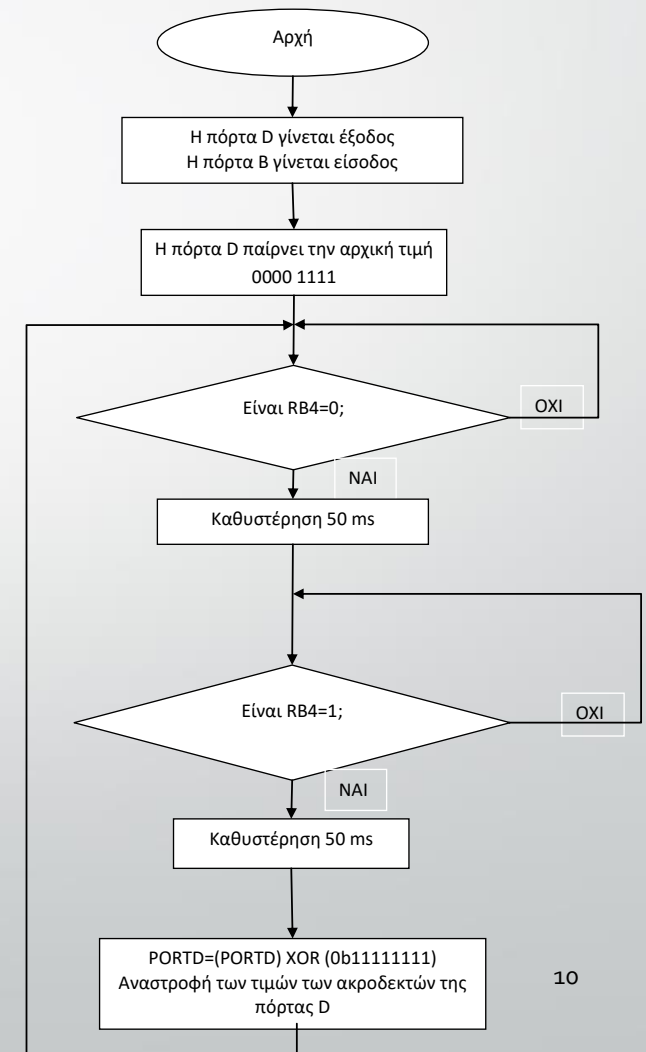 Αρχή
Η πόρτα D γίνεται έξοδος
Η πόρτα Β γίνεται είσοδος
Η πόρτα D παίρνει την αρχική τιμή
0000 1111
Είναι RB4=0;
ΟΧΙ
ΝΑΙ
Καθυστέρηση 50 ms
Είναι RB4=1;
ΟΧΙ
ΝΑΙ
Καθυστέρηση 50 ms
PORTD=(PORTD) XOR (0b11111111)
Αναστροφή των τιμών των ακροδεκτών της
πόρτας D
10